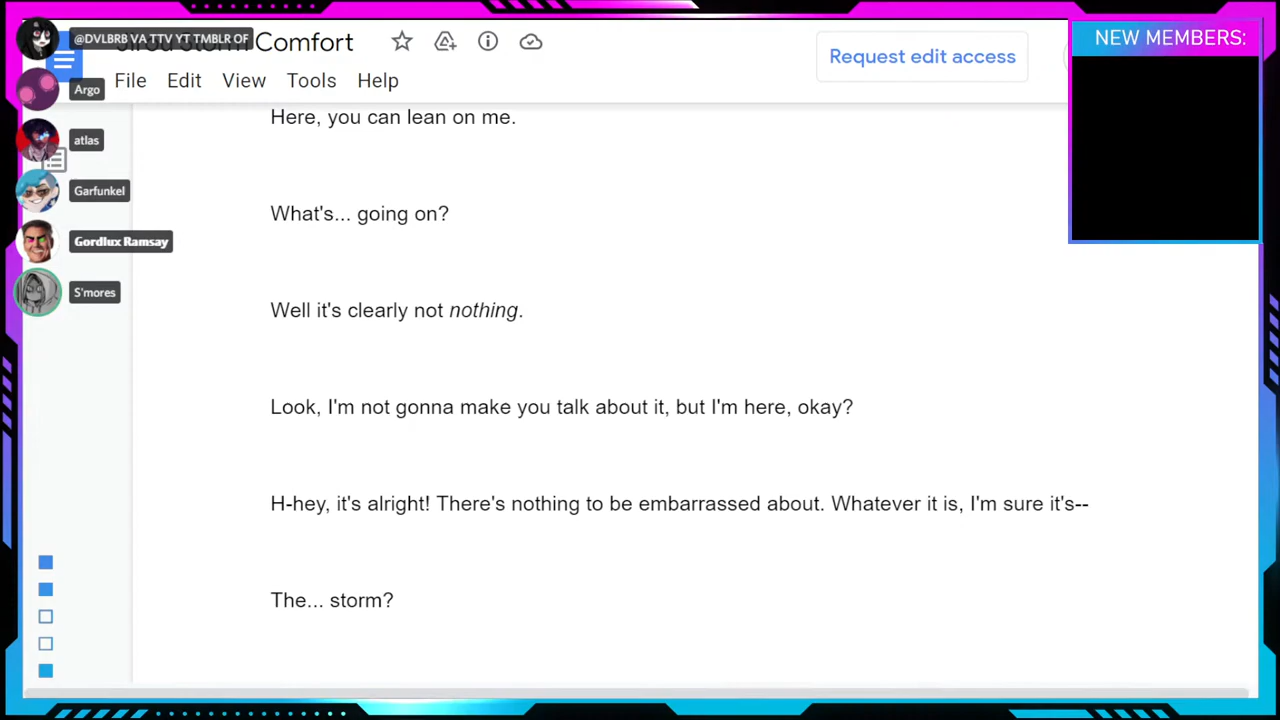 @DVLBRB VA TTV YT TMBLR OF
Storm Comfort
Request edit access
NEW MEMBERS:
File Edit View Tools Help
Argo
atlas
Garfunkel
Gordlux Ramsay
S'mores
Here, you can lean on me.
What's... going on?
Well it's clearly not nothing.
Look, I'm not gonna make you talk about it, but I'm here, okay?
H-hey, it's alright! There's nothing to be embarrassed about. Whatever it is, I'm sure it's--
The... storm?